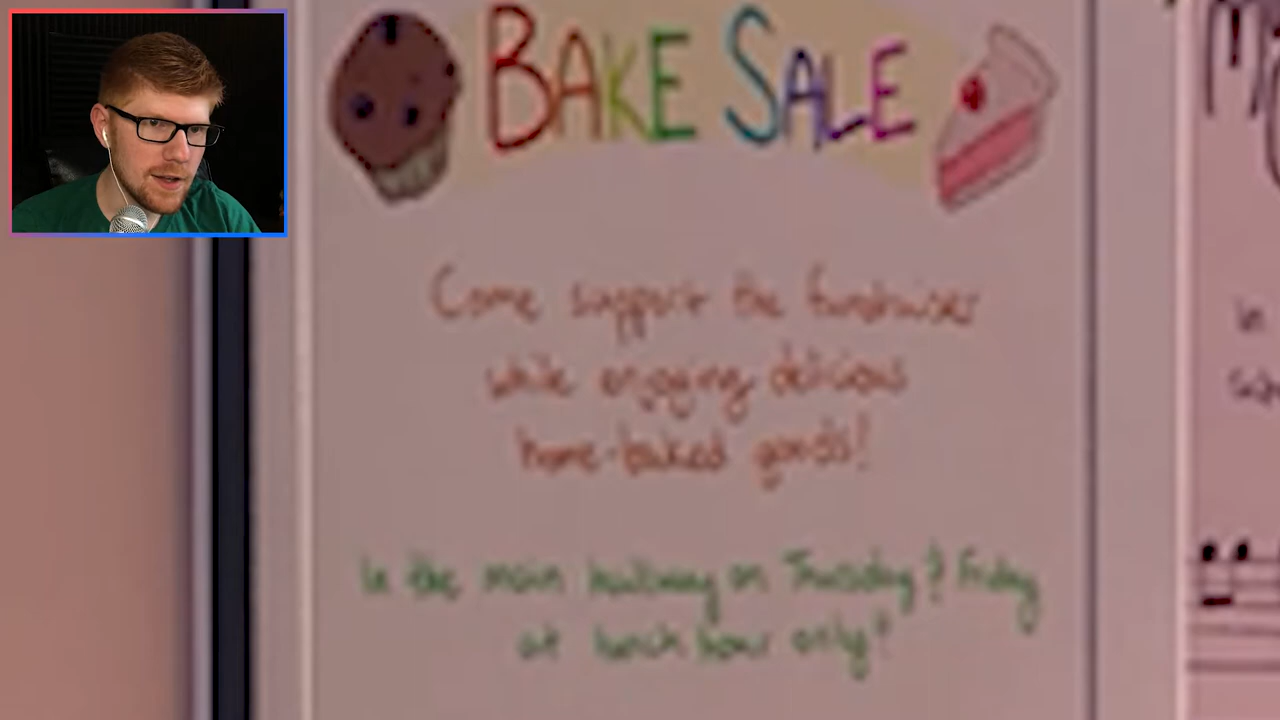 BAKE SALE
Come support the fundraiser
while enjoying delicious
home-baked goods!
In the main hallway on Thursday & Friday
at lunch hour only!
In